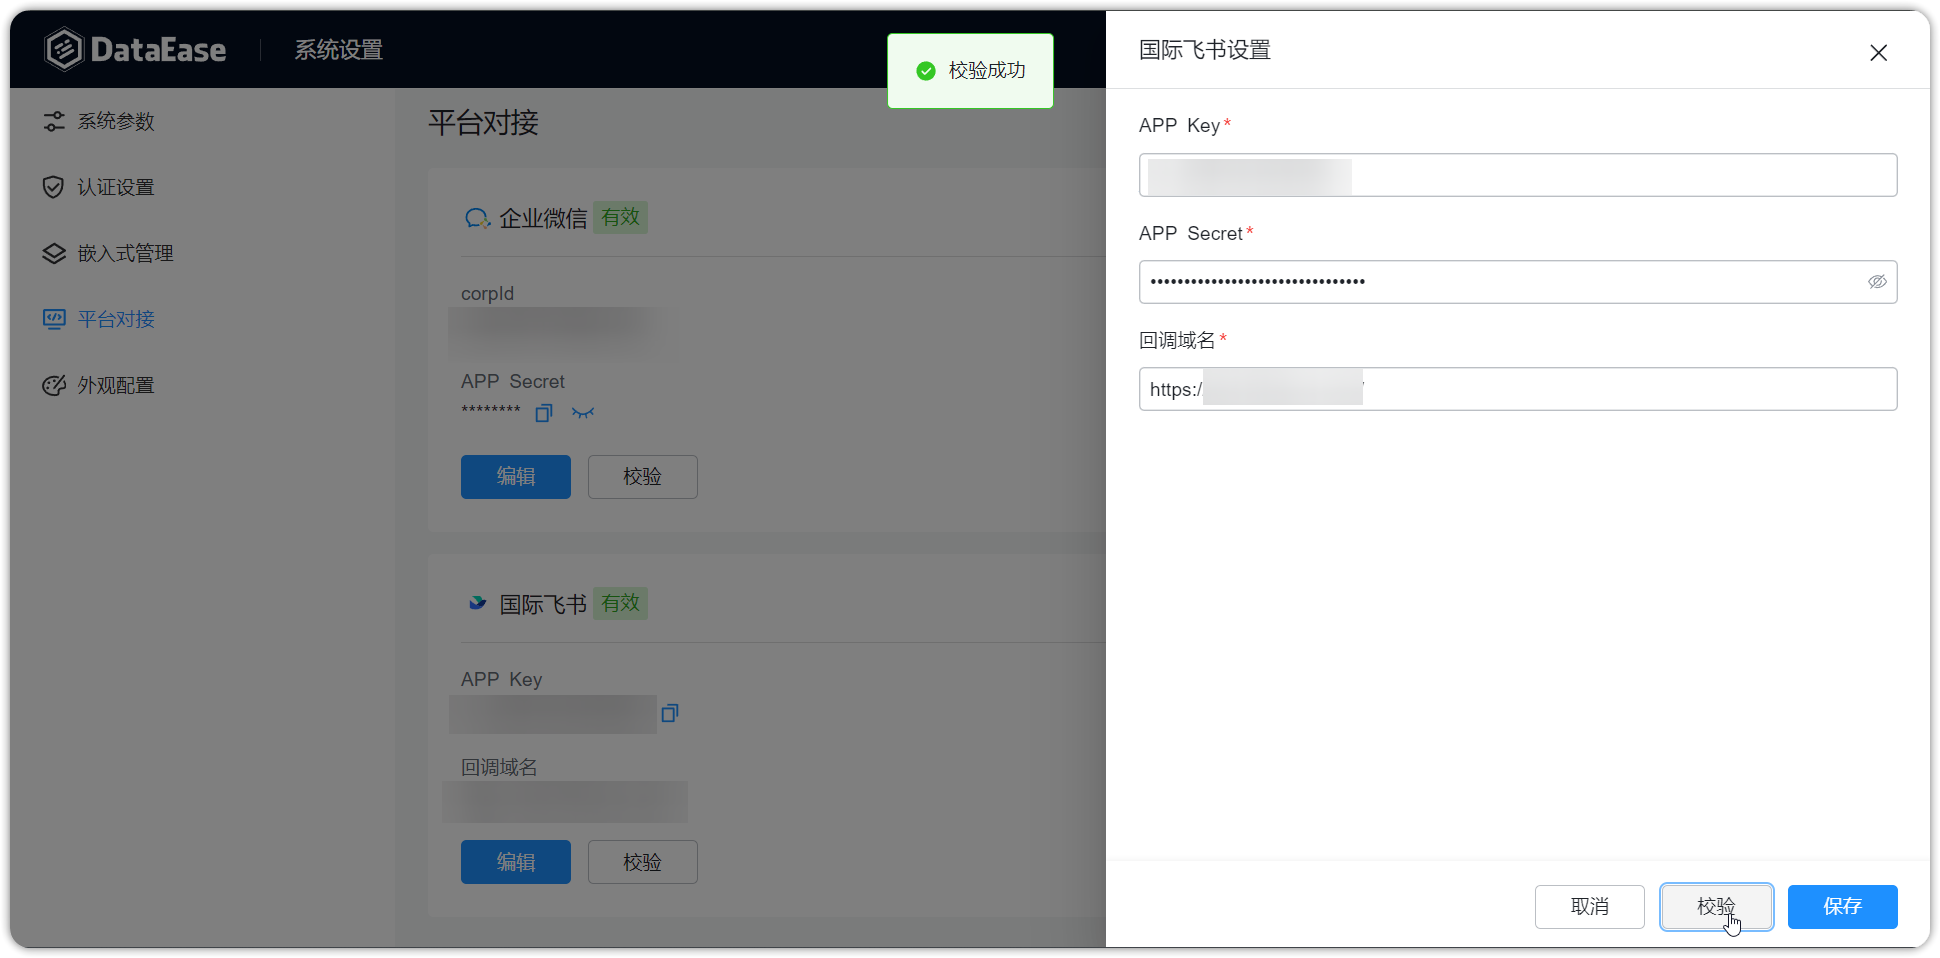 DataEase
系统设置
校验成功
系统参数
认证设置
嵌入式管理
平台对接
外观配置
平台对接
企业微信 有效
corpId
APP Secret
********
编辑 校验
国际飞书 有效
APP Key
回调域名
编辑 校验
国际飞书设置
APP Key*
APP Secret*
••••••••••••••••••••••••••••••••
回调域名*
https:/
取消 校验 保存